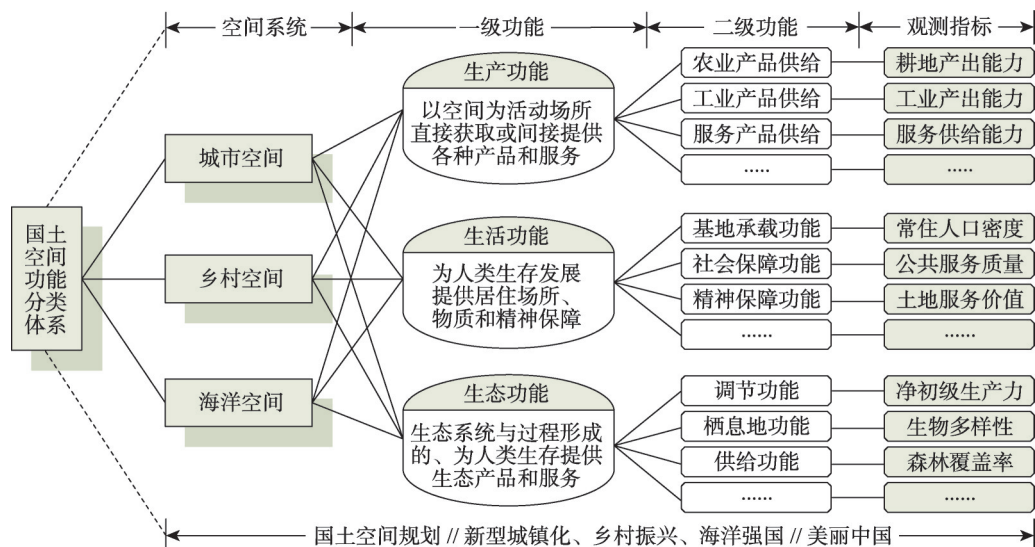 空间系统
一级功能
二级功能
观测指标
国土
空间
功能
分类
体系
城市空间
乡村空间
海洋空间
生产功能
以空间为活动场所
直接获取或间接提供
各种产品和服务
生活功能
为人类生存发展
提供居住场所、
物质和精神保障
生态功能
生态系统与过程形成
的、为人类生存提供
生态产品和服务
农业产品供给
耕地产出能力
工业产品供给
工业产出能力
服务产品供给
服务供给能力
.....
.....
基地承载功能
常住人口密度
社会保障功能
公共服务质量
精神保障功能
土地服务价值
......
......
调节功能
净初级生产力
栖息地功能
生物多样性
供给功能
森林覆盖率
......
......
国土空间规划 // 新型城镇化、乡村振兴、海洋强国 // 美丽中国